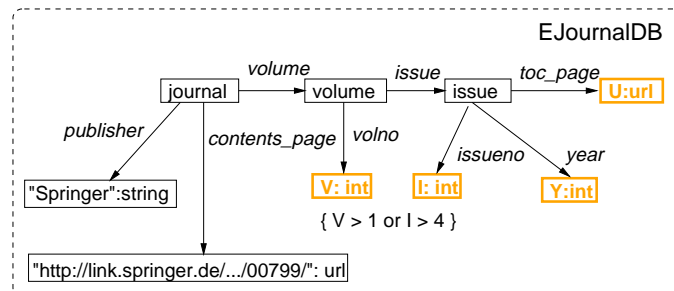 EJournalDB
volume
issue
toc_page
journal
volume
issue
U:url
publisher
contents_page
volno
issueno
year
"Springer":string
V: int
I: int
Y:int
{ V > 1 or I > 4 }
"http://link.springer.de/.../00799/": url